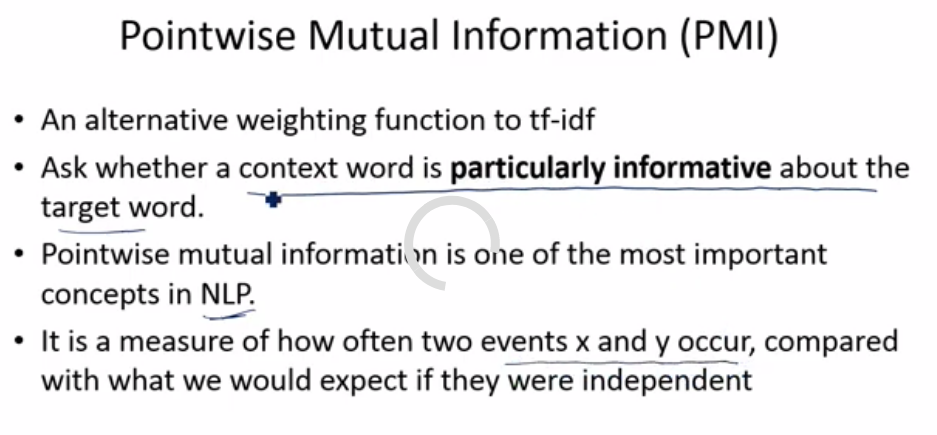 Pointwise Mutual Information (PMI)
• An alternative weighting function to tf-idf
• Ask whether a context word is particularly informative about the
target word.
• Pointwise mutual information is one of the most important
concepts in NLP.
• It is a measure of how often two events x and y occur, compared
with what we would expect if they were independent